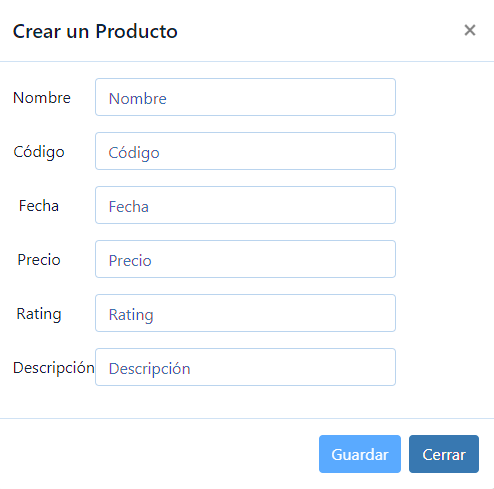 Crear un Producto ×
Nombre Nombre
Código Código
Fecha Fecha
Precio Precio
Rating Rating
Descripción Descripción
Guardar Cerrar